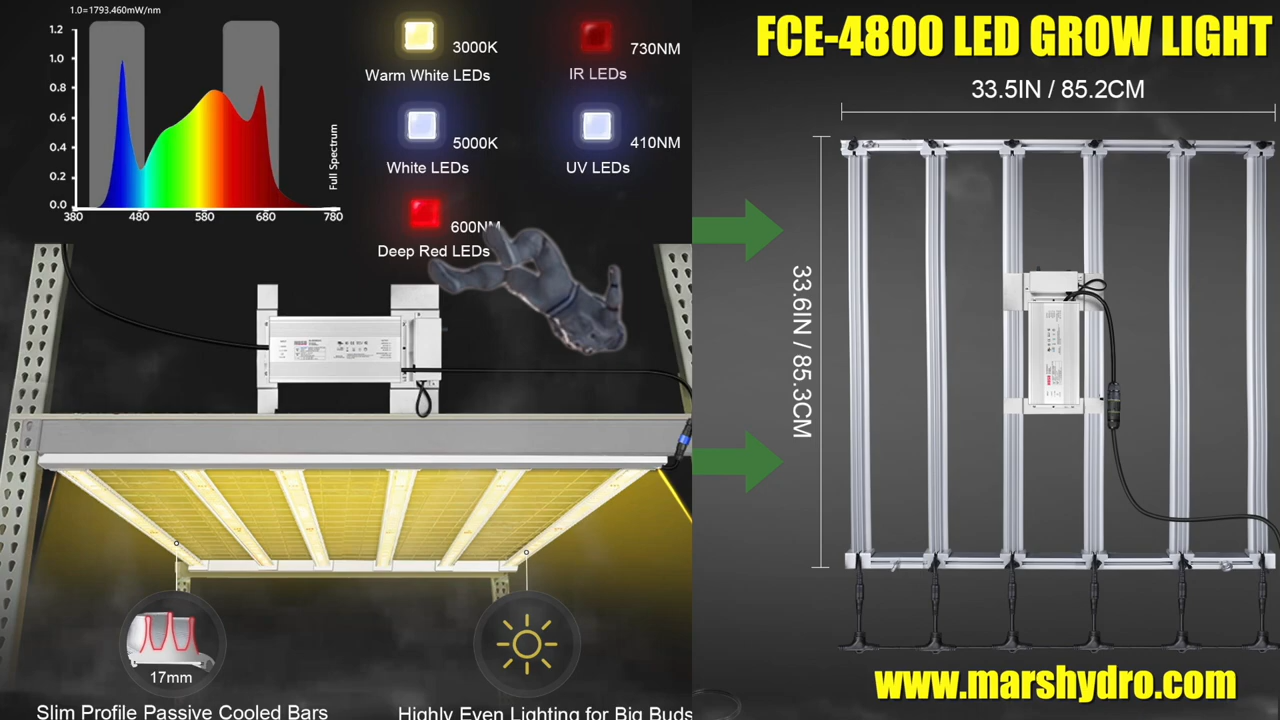 1.0=1793.460mW/nm
1.2
1.0
0.8
0.6
0.4
0.2
0.0
380 480 580 680 780
Full Spectrum
3000K
Warm White LEDs
730NM
IR LEDs
5000K
White LEDs
410NM
UV LEDs
600NM
Deep Red LEDs
17mm
Slim Profile Passive Cooled Bars
Highly Even Lighting for Big Buds
FCE-4800 LED GROW LIGHT
33.5IN / 85.2CM
33.6IN / 85.3CM
www.marshydro.com